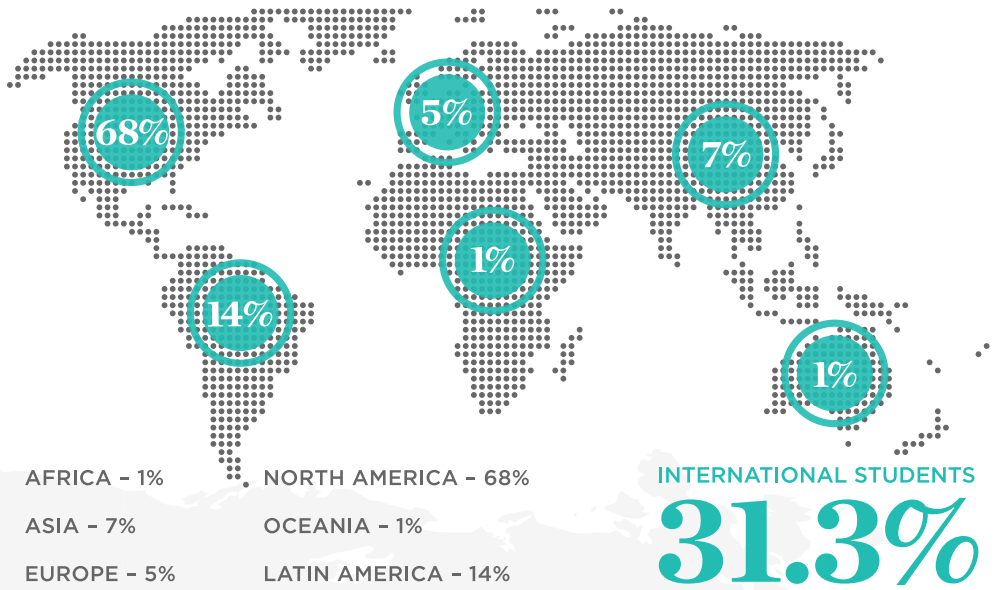 68%
5%
7%
1%
14%
1%
AFRICA – 1%
NORTH AMERICA – 68%
ASIA – 7%
OCEANIA – 1%
EUROPE – 5%
LATIN AMERICA – 14%
INTERNATIONAL STUDENTS
31.3%